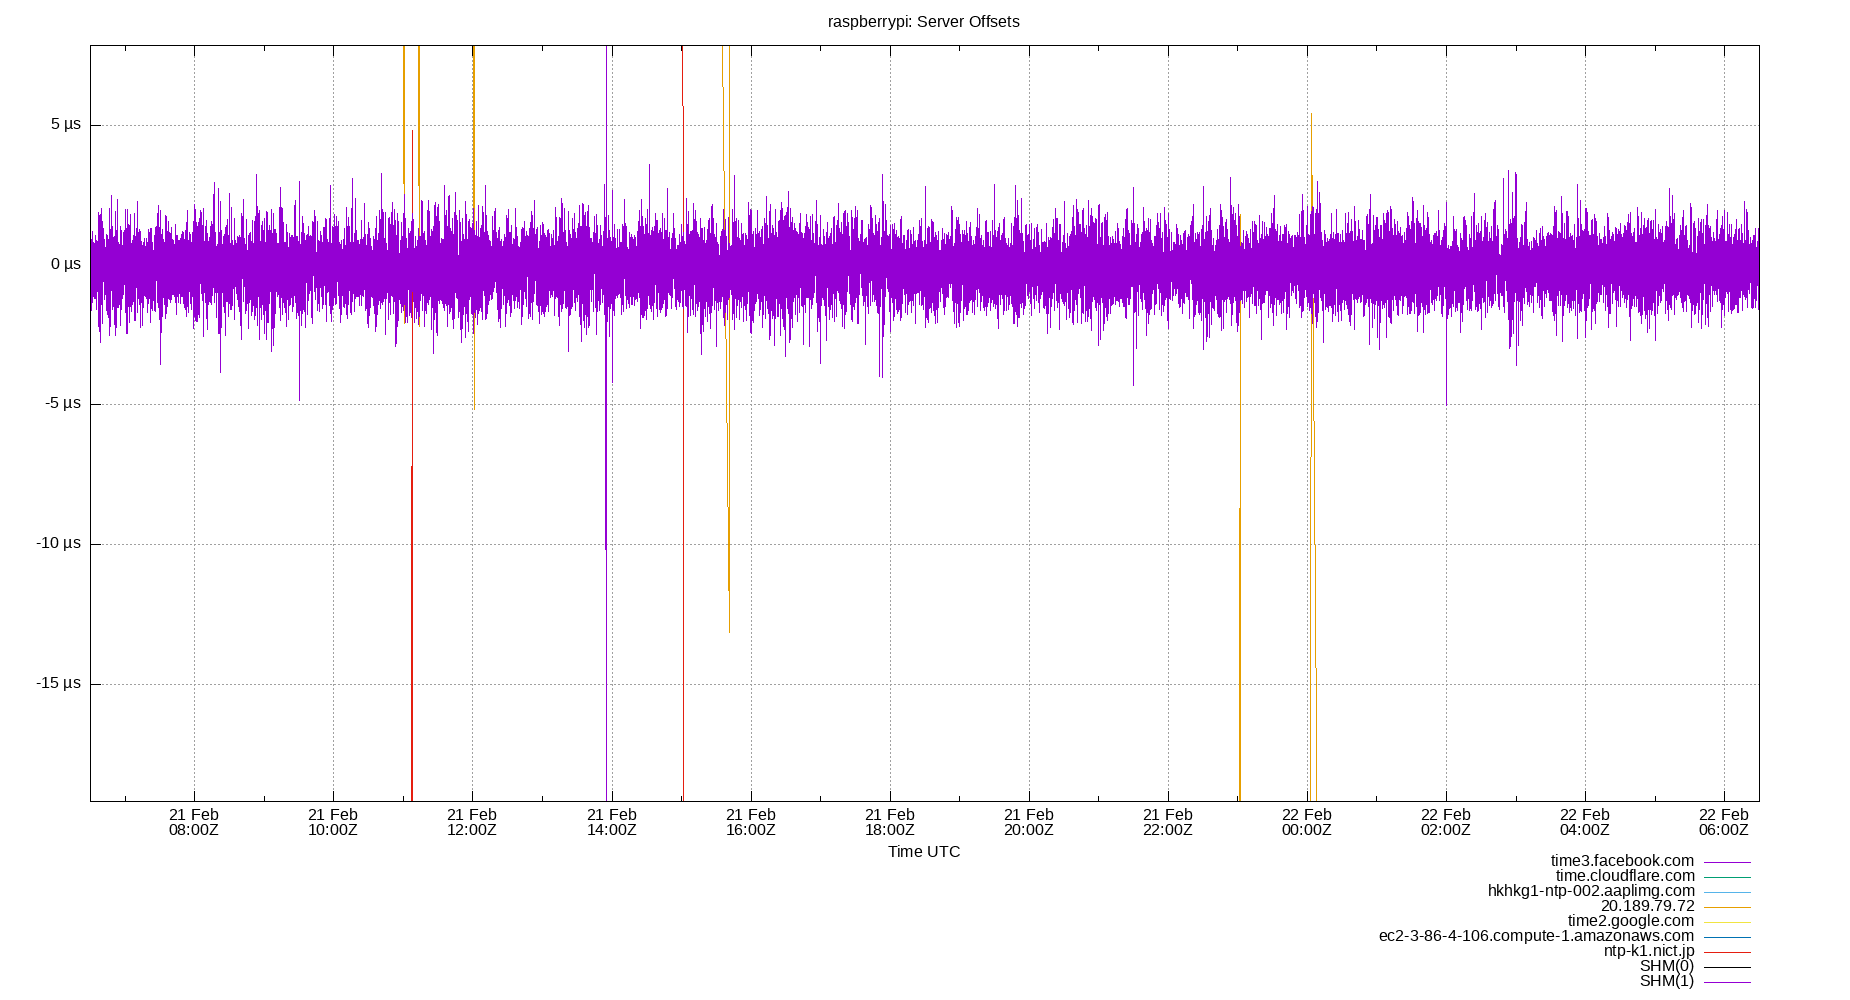 raspberrypi: Server Offsets
5 µs
0 µs
-5 µs
-10 µs
-15 µs
21 Feb 21 Feb 21 Feb 21 Feb 21 Feb 21 Feb 21 Feb 21 Feb 22 Feb 22 Feb 22 Feb 22 Feb
08:00Z 10:00Z 12:00Z 14:00Z 16:00Z 18:00Z 20:00Z 22:00Z 00:00Z 02:00Z 04:00Z 06:00Z
Time UTC
time3.facebook.com
time.cloudflare.com
hkhkg1-ntp-002.aaplimg.com
20.189.79.72
time2.google.com
ec2-3-86-4-106.compute-1.amazonaws.com
ntp-k1.nict.jp
SHM(0)
SHM(1)